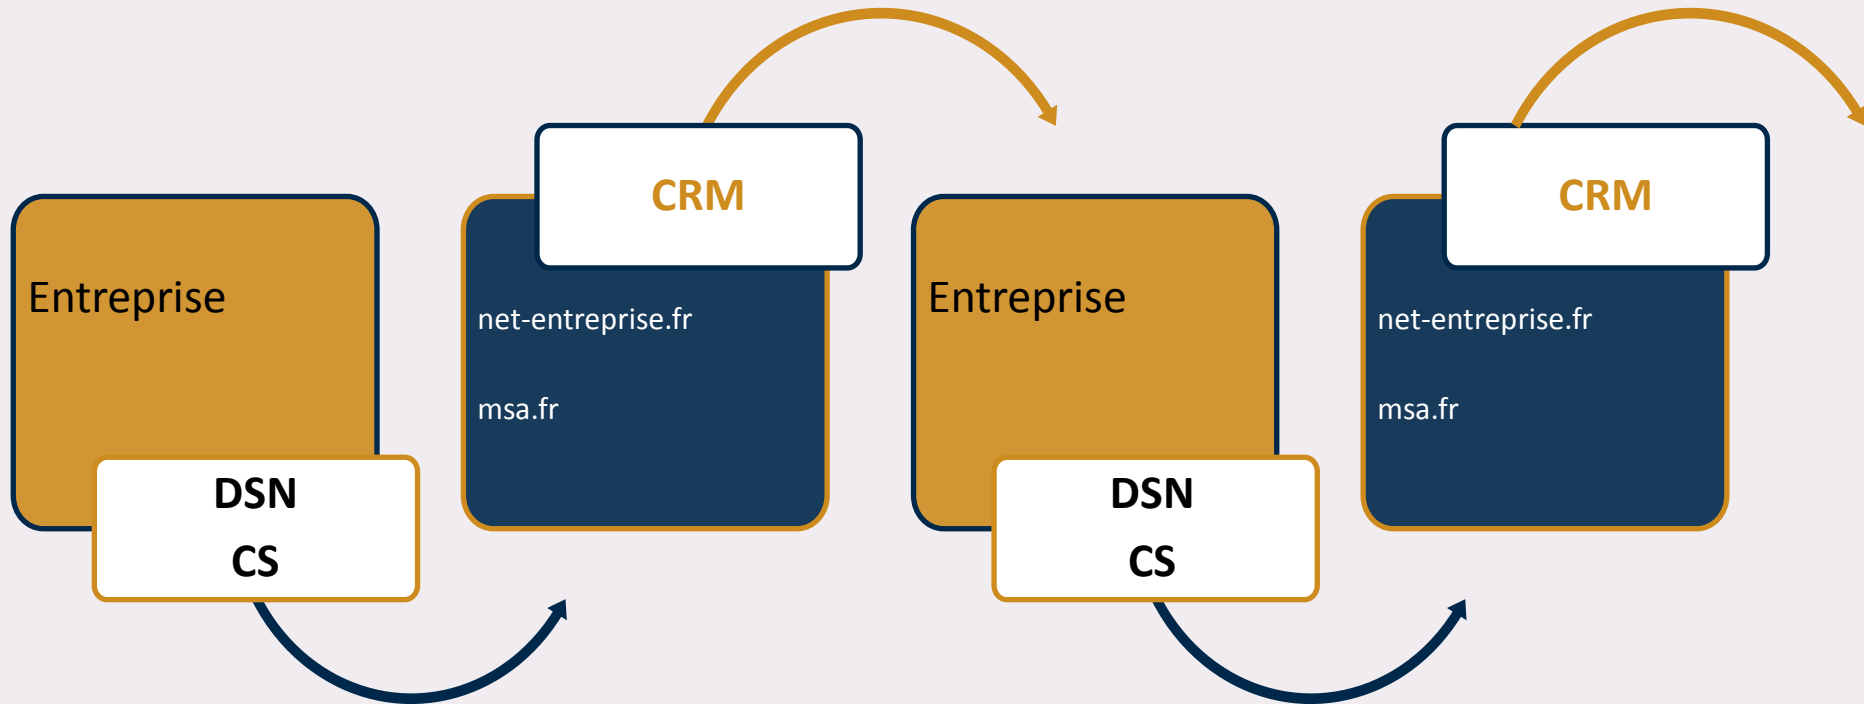 Entreprise
DSN
CS
CRM
net-entreprise.fr
msa.fr
Entreprise
DSN
CS
CRM
net-entreprise.fr
msa.fr